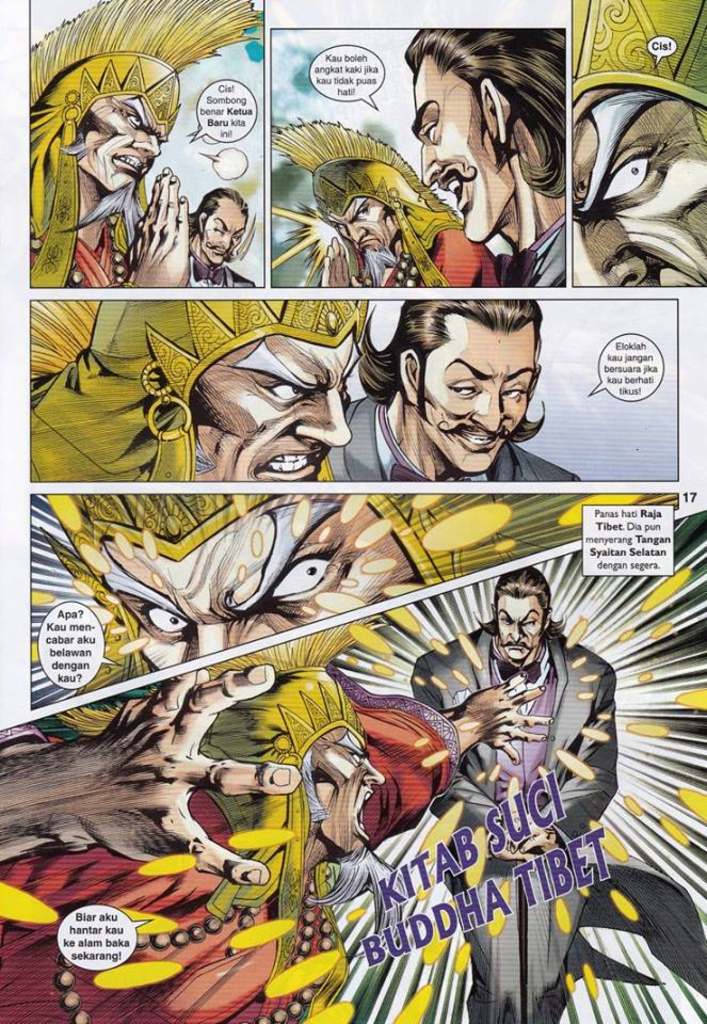 Cis!
Sombong
benar Ketua
Baru kita
ini!
Kau boleh
angkat kaki jika
kau tidak puas
hati!
Cis!
Eloklah
kau jangan
bersuara jika
kau berhati
tikus!
17
Panas hati Raja
Tibet. Dia pun
menyerang Tangan
Syaitan Selatan
dengan segera.
Apa?
Kau men-
cabar aku
belawan
dengan
kau?
KITAB SUCI
BUDDHA TIBET
Biar aku
hantar kau
ke alam baka
sekarang!